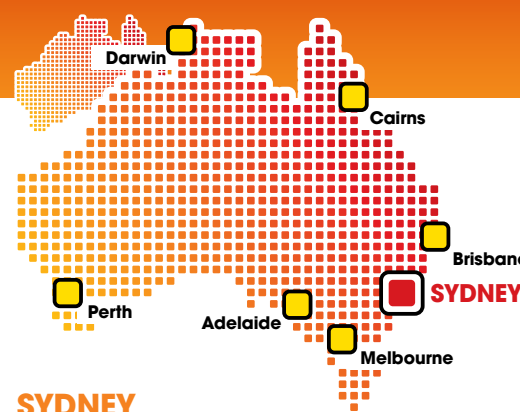 Darwin
Cairns
Brisbane
SYDNEY
Perth
Adelaide
Melbourne
SYDNEY